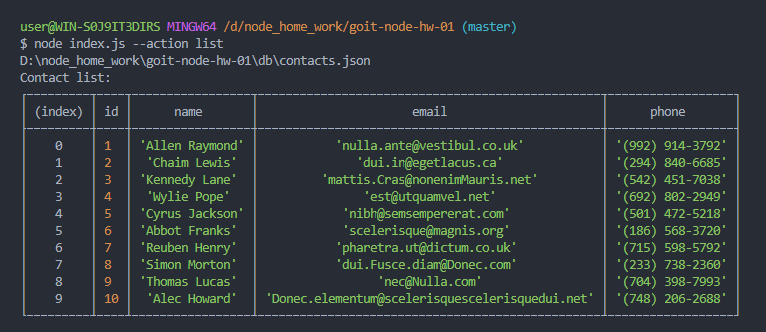 user@WIN-S0J9IT3DIRS MINGW64 /d/node_home_work/goit-node-hw-01 (master)
$ node index.js --action list
D:\node_home_work\goit-node-hw-01\db\contacts.json
Contact list:
(index) id name email phone
0 1 'Allen Raymond' 'nulla.ante@vestibul.co.uk' '(992) 914-3792'
1 2 'Chaim Lewis' 'dui.in@egetlacus.ca' '(294) 840-6685'
2 3 'Kennedy Lane' 'mattis.Cras@nonenimMauris.net' '(542) 451-7038'
3 4 'Wylie Pope' 'est@utquamvel.net' '(692) 802-2949'
4 5 'Cyrus Jackson' 'nibh@semsempererat.com' '(501) 472-5218'
5 6 'Abbot Franks' 'scelerisque@magnis.org' '(186) 568-3720'
6 7 'Reuben Henry' 'pharetra.ut@dictum.co.uk' '(715) 598-5792'
7 8 'Simon Morton' 'dui.Fusce.diam@Donec.com' '(233) 738-2360'
8 9 'Thomas Lucas' 'nec@Nulla.com' '(704) 398-7993'
9 10 'Alec Howard' 'Donec.elementum@scelerisquescelerisquedui.net' '(748) 206-2688'